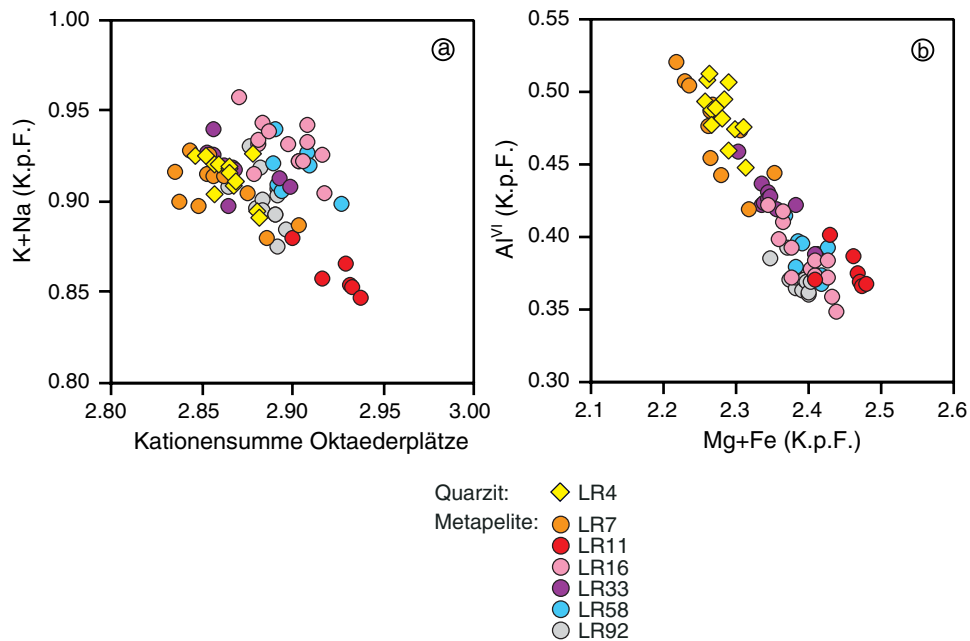 1.00
0.95
0.90
0.85
0.80
K+Na (K.p.F.)
2.80 2.85 2.90 2.95 3.00
Kationensumme Oktaederplätze
a
0.55
0.50
0.45
0.40
0.35
0.30
Al^VI (K.p.F.)
2.1 2.2 2.3 2.4 2.5 2.6
Mg+Fe (K.p.F.)
b
Quarzit: LR4
Metapelite: LR7
LR11
LR16
LR33
LR58
LR92